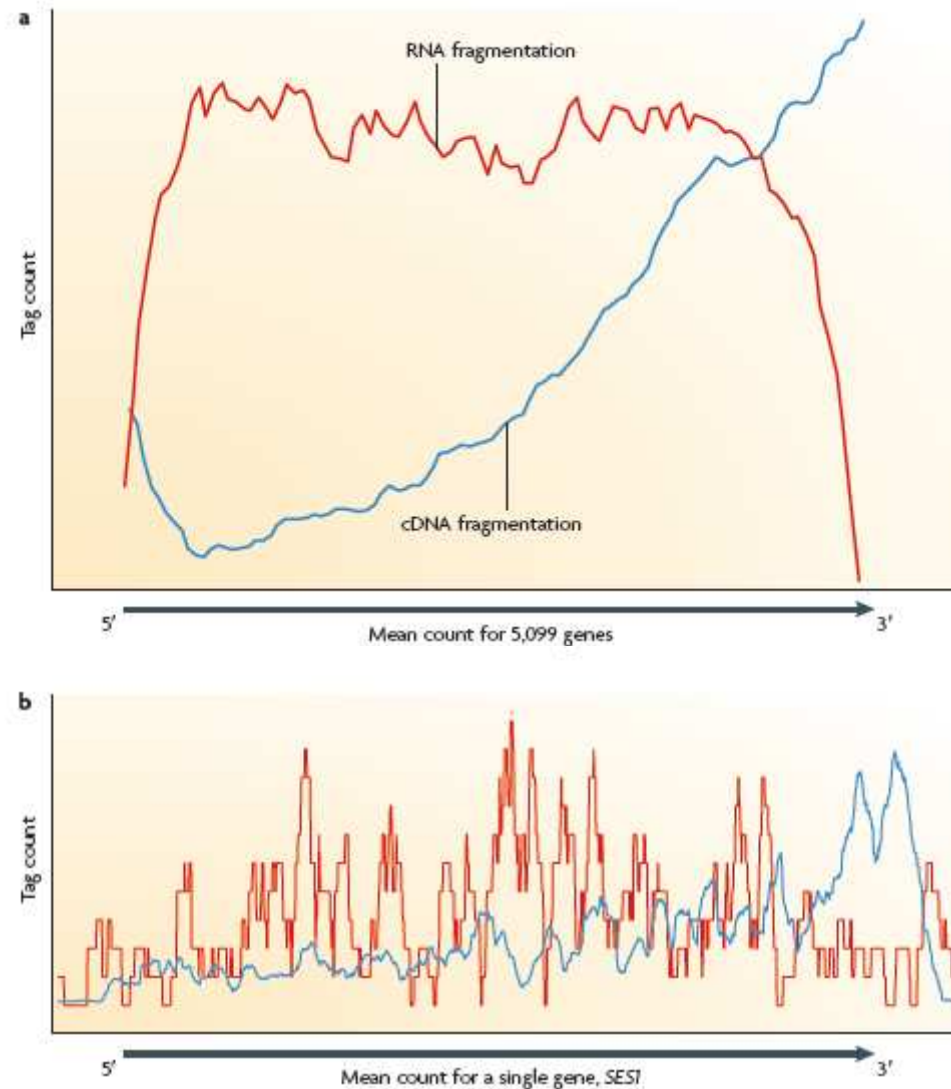 a
RNA fragmentation
Tag count
cDNA fragmentation
5′ 3′
Mean count for 5,099 genes
b
Tag count
5′ 3′
Mean count for a single gene, SES1